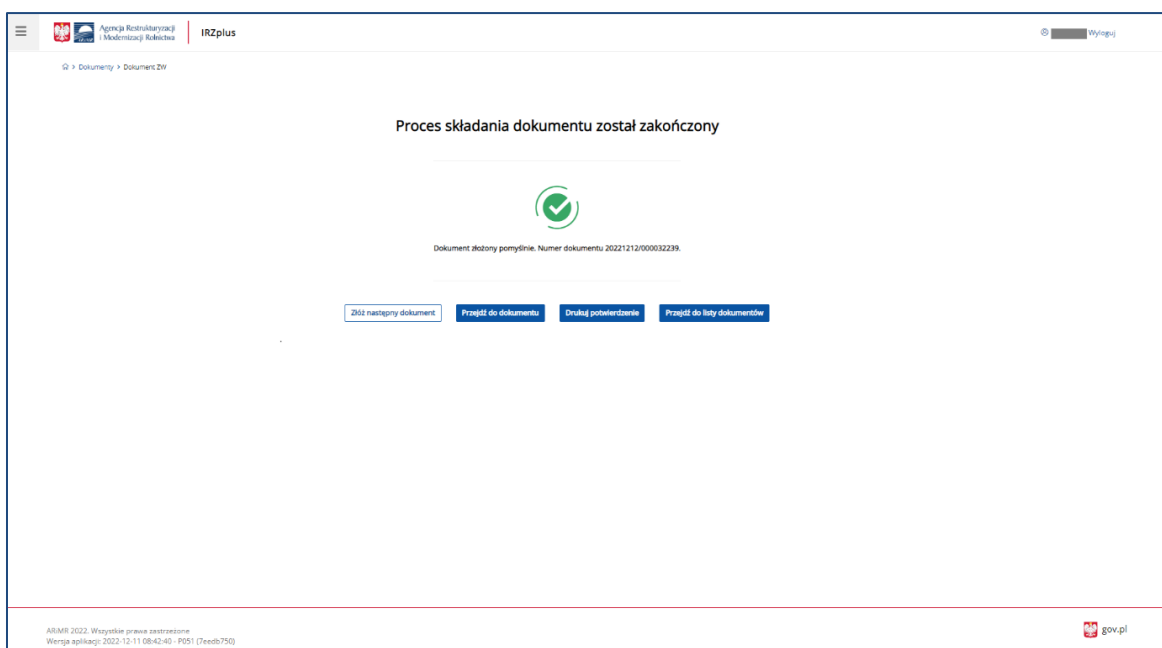 Agencja Restrukturyzacji
i Modernizacji Rolnictwa
IRZplus
Wyloguj
> Dokumenty > Dokument ZW
Proces składania dokumentu został zakończony
Dokument złożony pomyślnie. Numer dokumentu 20221212/000032239.
Złóż następny dokument
Przejdź do dokumentu
Drukuj potwierdzenie
Przejdź do listy dokumentów
ARiMR 2022. Wszystkie prawa zastrzeżone
Wersja aplikacji: 2022-12-11 08:42:40 - P051 (7eedb750)
gov.pl